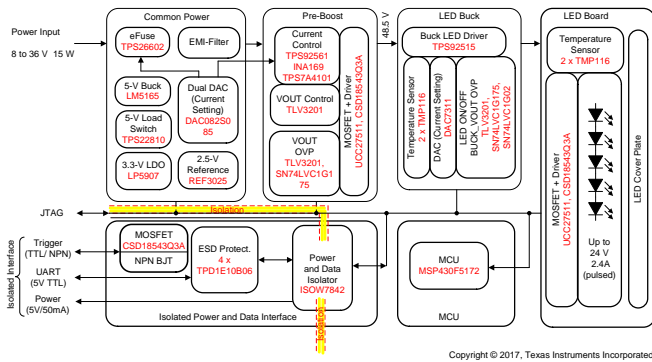 Common Power
Pre-Boost
LED Buck
LED Board
Power Input
8 to 36 V 15 W
eFuse
TPS26602
EMI-Filter
5-V Buck
LM5165
5-V Load
Switch
TPS22810
3.3-V LDO
LP5907
Dual DAC
(Current
Setting)
DAC082S0
85
2.5-V
Reference
REF3025
Current
Control
TPS92561
INA169
TPS7A4101
VOUT Control
TLV3201
VOUT
OVP
TLV3201,
SN74LVC1G1
75
MOSFET + Driver
UCC27511, CSD18543Q3A
48.5 V
Buck LED Driver
TPS92515
Temperature Sensor
2 x TMP116
DAC (Current Setting)
DAC7311
LED ON/OFF
BUCK, VOUT OVP
TLV3201,
SN74LVC1G175,
SN74LVC1G02
Temperature
Sensor
2 x TMP116
MOSFET + Driver
UCC27511, CSD18543Q3A
Up to
24 V
2.4A
(pulsed)
LED Cover Plate
JTAG
Isolation
Isolated Interface
Trigger
(TTL/ NPN)
UART
(5V TTL)
Power
(5V/50mA)
MOSFET
CSD18543Q3A
NPN BJT
ESD Protect.
4 x
TPD1E10B06
Power
and Data
Isolator
ISOW7842
Isolation
Isolated Power and Data Interface
MCU
MSP430F5172
MCU
Copyright © 2017, Texas Instruments Incorporated